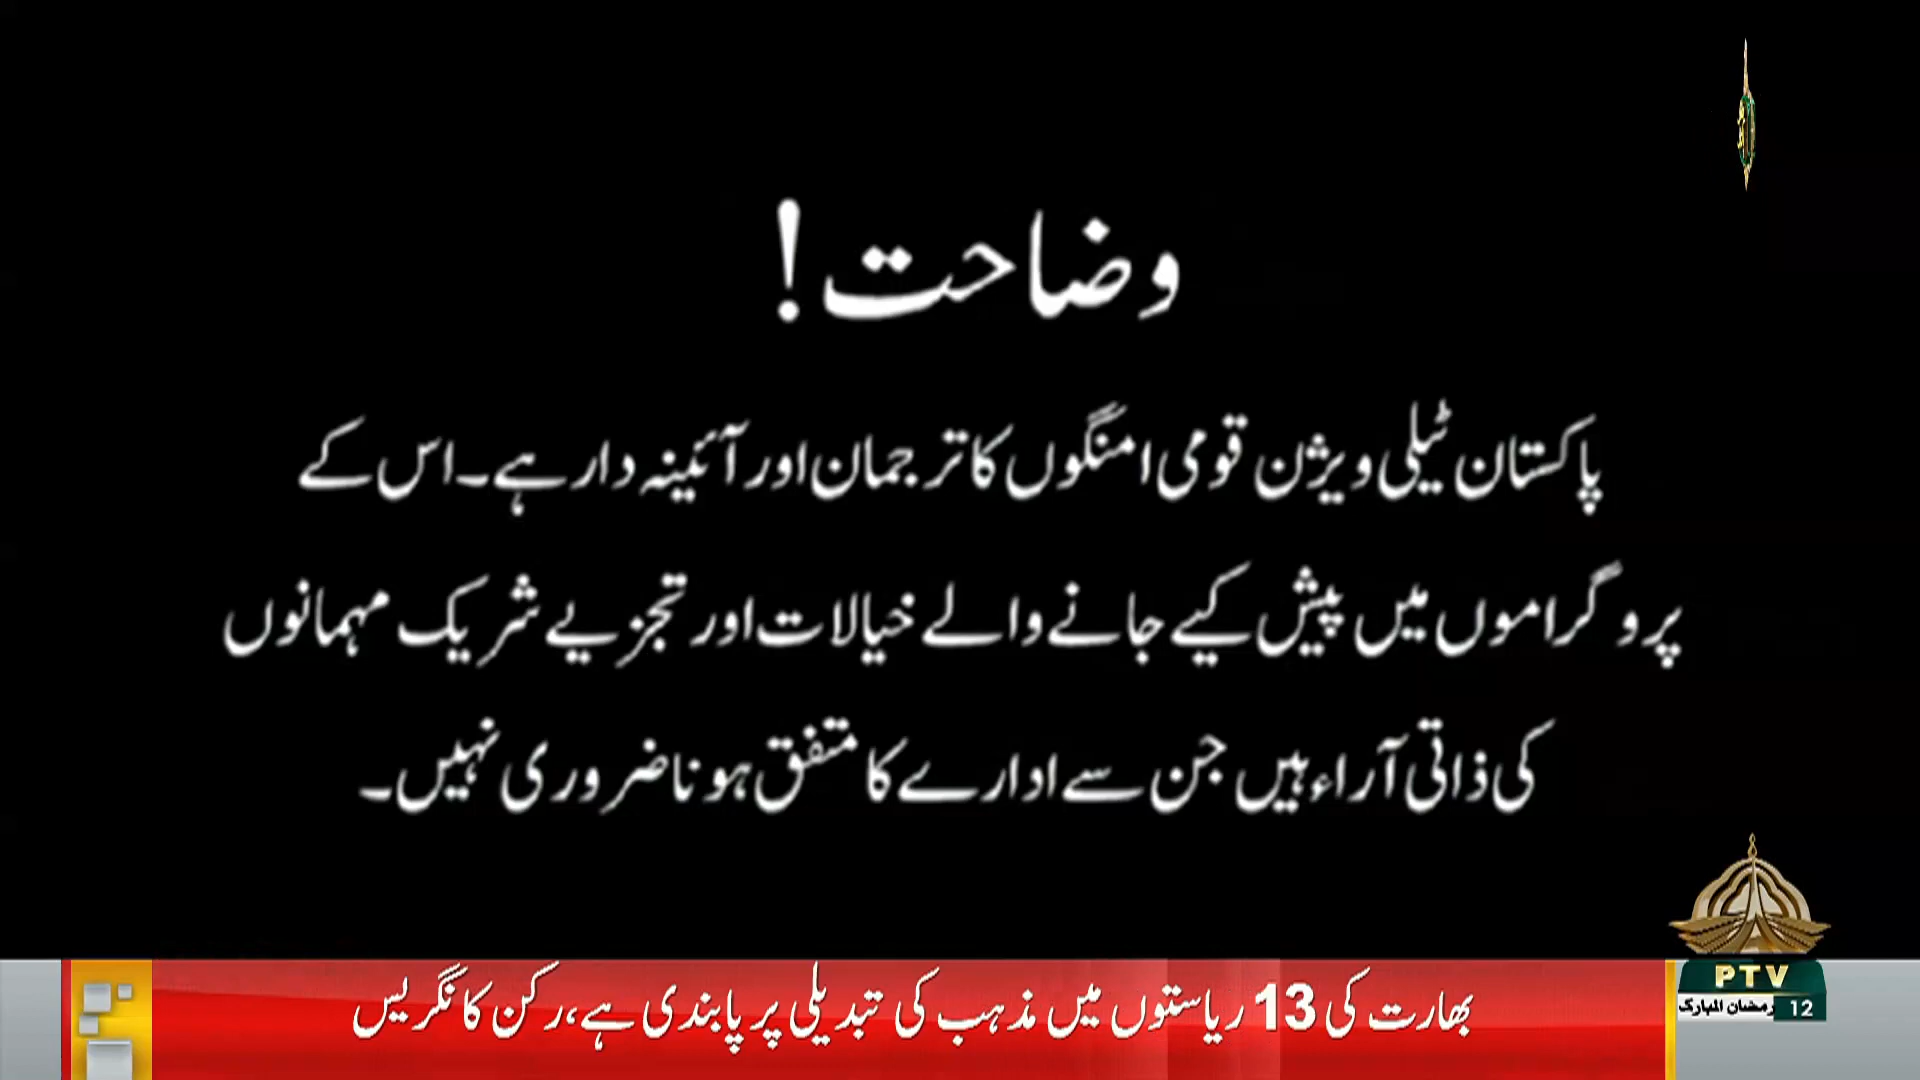 وضاحت!
پاکستان ٹیلی ویژن قومی امنگوں کا ترجمان اور آئینہ دار ہے۔ اس کے
پروگراموں میں پیش کیے جانے والے خیالات اور تجزیے شریک مہمانوں
کی ذاتی آراء ہیں جن سے ادارے کا متفق ہونا ضروری نہیں۔
PTV
رمضان المبارک 12
بھارت کی 13 ریاستوں میں مذہب کی تبدیلی پر پابندی ہے، رکن کانگریس